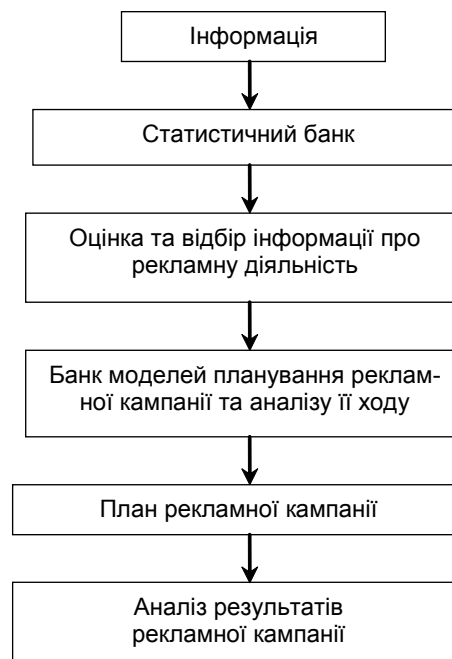 Інформація
Статистичний банк
Оцінка та відбір інформації про
рекламну діяльність
Банк моделей планування реклам-
ної кампанії та аналізу її ходу
План рекламної кампанії
Аналіз результатів
рекламної кампанії